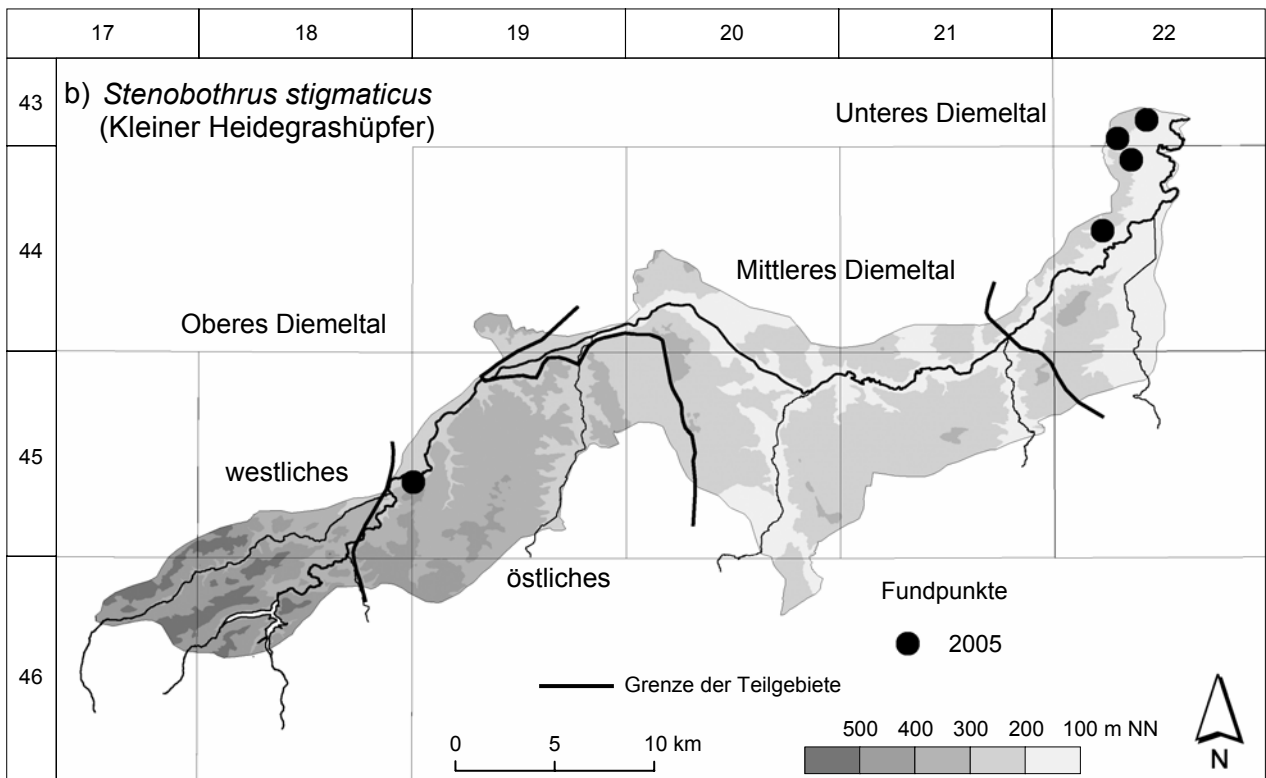 17 18 19 20 21 22
43
b) Stenobothrus stigmaticus
(Kleiner Heidegrashüpfer)
Unteres Diemeltal
44
Mittleres Diemeltal
Oberes Diemeltal
45
westliches
östliches
Fundpunkte
2005
46
Grenze der Teilgebiete
0 5 10 km
500 400 300 200 100 m NN
N